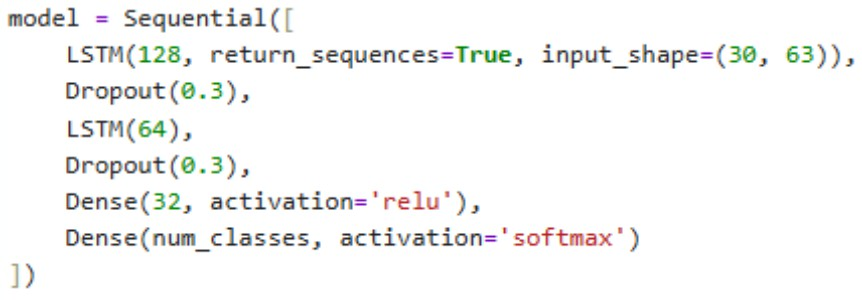 model = Sequential([
    LSTM(128, return_sequences=True, input_shape=(30, 63)),
    Dropout(0.3),
    LSTM(64),
    Dropout(0.3),
    Dense(32, activation='relu'),
    Dense(num_classes, activation='softmax')
])